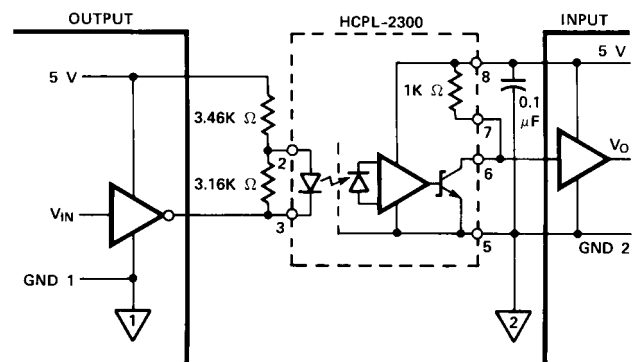 OUTPUT
HCPL-2300
INPUT
5 V
8
5 V
1K Ω
0.1
µF
3.46K Ω
7
2
6
V_O
3.16K Ω
V_IN
3
5
GND 2
GND 1
1
2